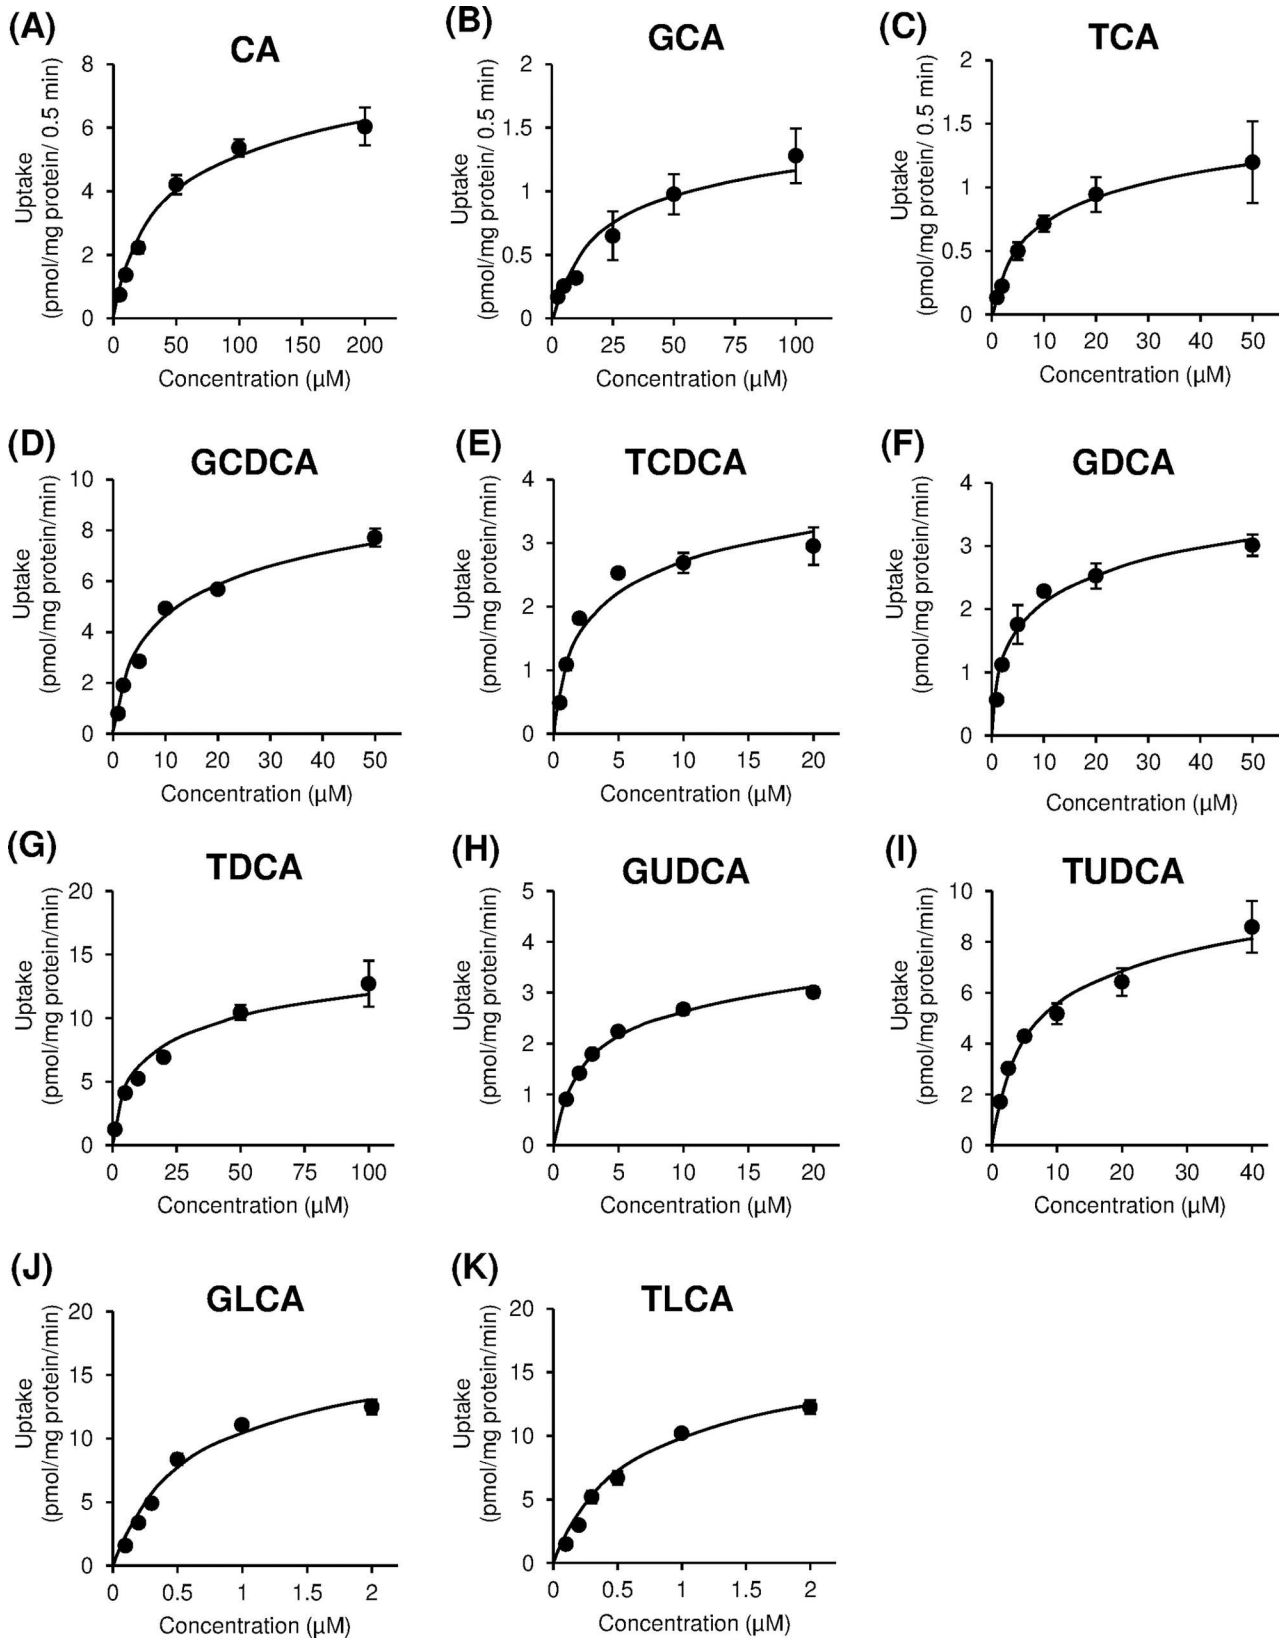 (A)
CA
Uptake
(pmol/mg protein/ 0.5 min)
8
6
4
2
0
0 50 100 150 200
Concentration (µM)
(B)
GCA
Uptake
(pmol/mg protein/ 0.5 min)
2
1.5
1
0.5
0
0 25 50 75 100
Concentration (µM)
(C)
TCA
Uptake
(pmol/mg protein/ 0.5 min)
2
1.5
1
0.5
0
0 10 20 30 40 50
Concentration (µM)
(D)
GCDCA
Uptake
(pmol/mg protein/min)
10
8
6
4
2
0
0 10 20 30 40 50
Concentration (µM)
(E)
TCDCA
Uptake
(pmol/mg protein/min)
4
3
2
1
0
0 5 10 15 20
Concentration (µM)
(F)
GDCA
Uptake
(pmol/mg protein/min)
4
3
2
1
0
0 10 20 30 40 50
Concentration (µM)
(G)
TDCA
Uptake
(pmol/mg protein/min)
20
15
10
5
0
0 25 50 75 100
Concentration (µM)
(H)
GUDCA
Uptake
(pmol/mg protein/min)
5
4
3
2
1
0
0 5 10 15 20
Concentration (µM)
(I)
TUDCA
Uptake
(pmol/mg protein/min)
10
8
6
4
2
0
0 10 20 30 40
Concentration (µM)
(J)
GLCA
Uptake
(pmol/mg protein/min)
20
15
10
5
0
0 0.5 1 1.5 2
Concentration (µM)
(K)
TLCA
Uptake
(pmol/mg protein/min)
20
15
10
5
0
0 0.5 1 1.5 2
Concentration (µM)